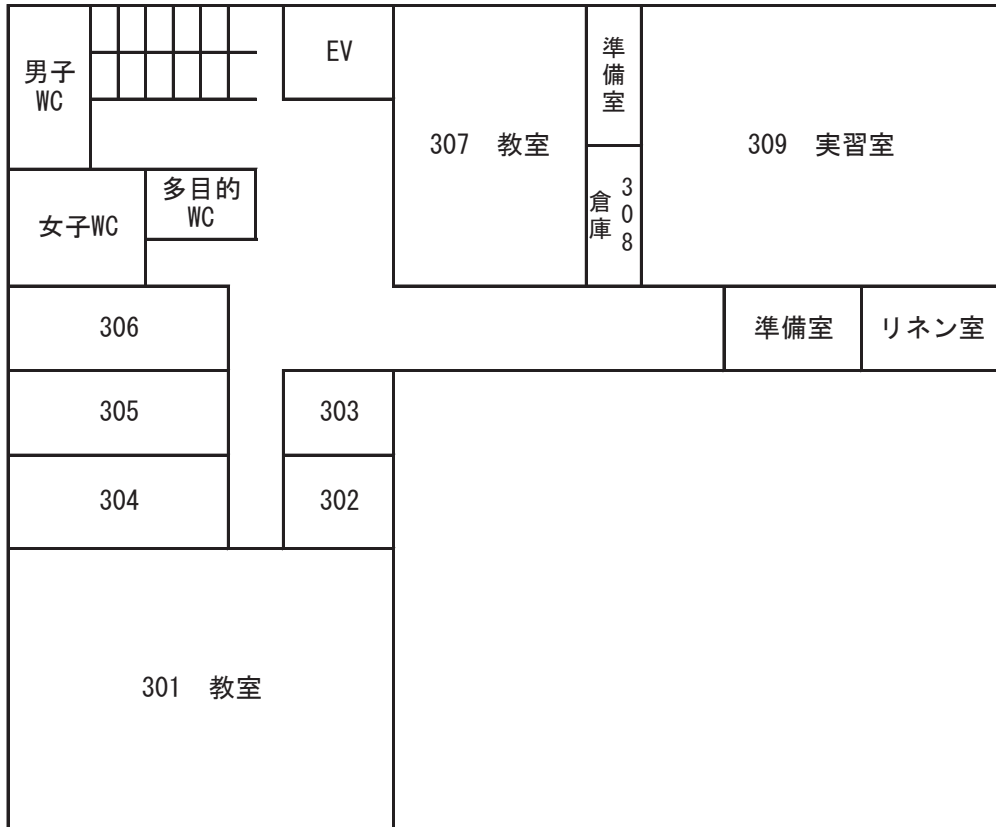 男子
WC
EV
準備室
307　教室
309　実習室
多目的
WC
308
倉庫
女子WC
306
準備室
リネン室
305
303
304
302
301　教室